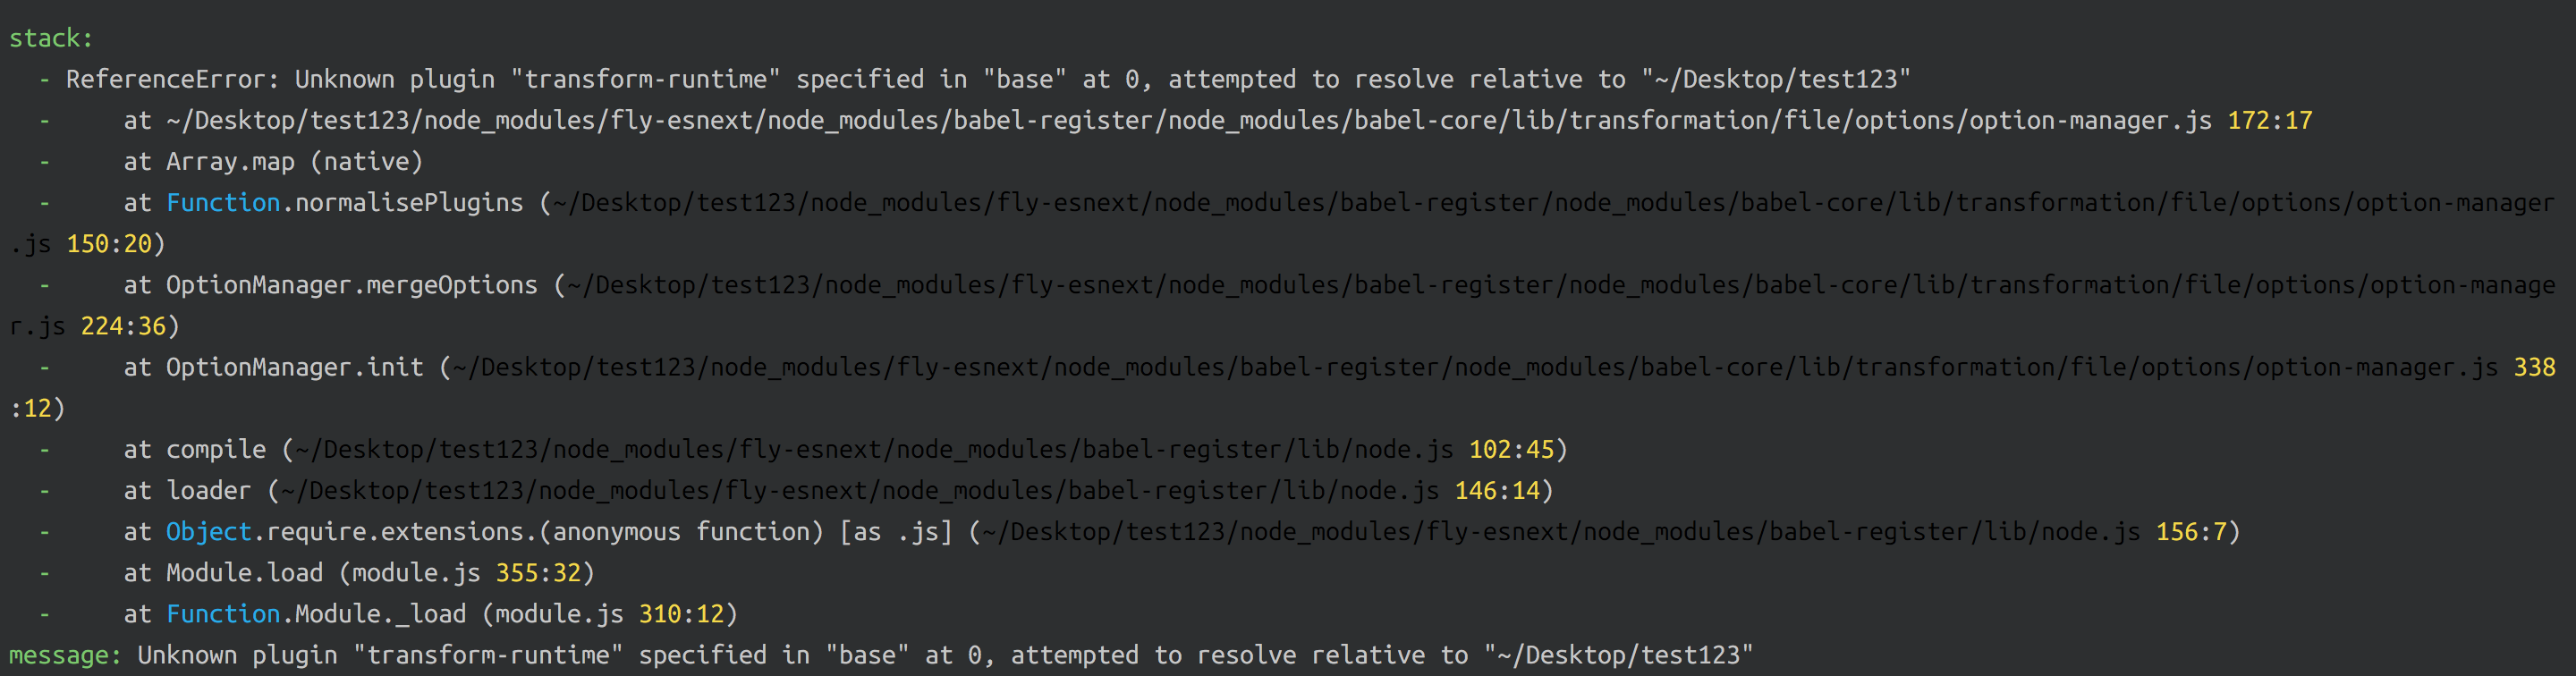 stack:
- ReferenceError: Unknown plugin "transform-runtime" specified in "base" at 0, attempted to resolve relative to "~/Desktop/test123"
- at ~/Desktop/test123/node_modules/fly-esnext/node_modules/babel-register/node_modules/babel-core/lib/transformation/file/options/option-manager.js 172:17
- at Array.map (native)
- at Function.normalisePlugins (~/Desktop/test123/node_modules/fly-esnext/node_modules/babel-register/node_modules/babel-core/lib/transformation/file/options/option-manager
.js 150:20)
- at OptionManager.mergeOptions (~/Desktop/test123/node_modules/fly-esnext/node_modules/babel-register/node_modules/babel-core/lib/transformation/file/options/option-manage
r.js 224:36)
- at OptionManager.init (~/Desktop/test123/node_modules/fly-esnext/node_modules/babel-register/node_modules/babel-core/lib/transformation/file/options/option-manager.js 338
:12)
- at compile (~/Desktop/test123/node_modules/fly-esnext/node_modules/babel-register/lib/node.js 102:45)
- at loader (~/Desktop/test123/node_modules/fly-esnext/node_modules/babel-register/lib/node.js 146:14)
- at Object.require.extensions.(anonymous function) [as .js] (~/Desktop/test123/node_modules/fly-esnext/node_modules/babel-register/lib/node.js 156:7)
- at Module.load (module.js 355:32)
- at Function.Module._load (module.js 310:12)
message: Unknown plugin "transform-runtime" specified in "base" at 0, attempted to resolve relative to "~/Desktop/test123"